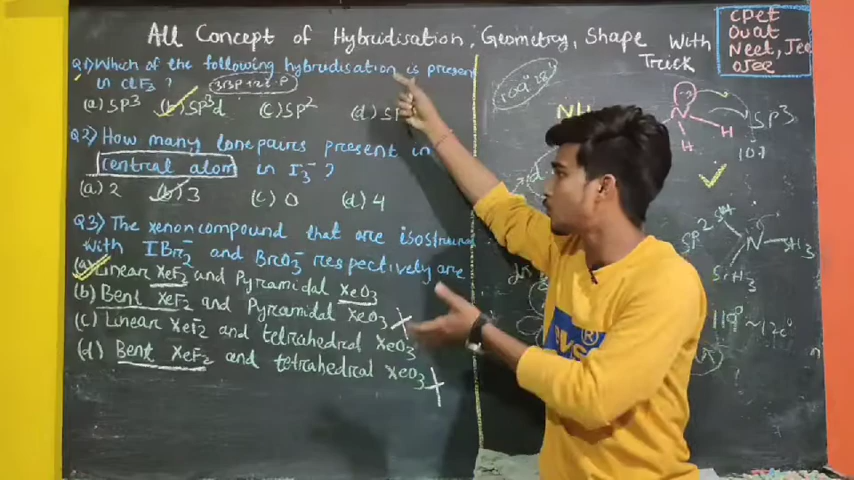 All Concept of Hybridisation, Geometry, Shape With
Trick
CPET
OUAT
Neet, Jee
OJEE
Q1) Which of the following hybridisation is present
in ClF3 ?
(a) SP3 (b) SP3d (c) SP2 (d) SP
Q2) How many lone pairs present in
central atom in I3- ?
(a) 2 (b) 3 (c) 0 (d) 4
Q3) The xenon compound that are
with IBr2- and BrO3- respectively are
(a) Linear XeF2 and Pyramidal XeO3
(b) Bent XeF2 and Pyramidal XeO3
(c) Linear XeF2 and tetrahedral XeO3
(d) Bent XeF2 and tetrahedral XeO3
109° 28'
NH
N
H
H
SP3
107
SP2
N
SiH3
SiH3
119° ~ 120°